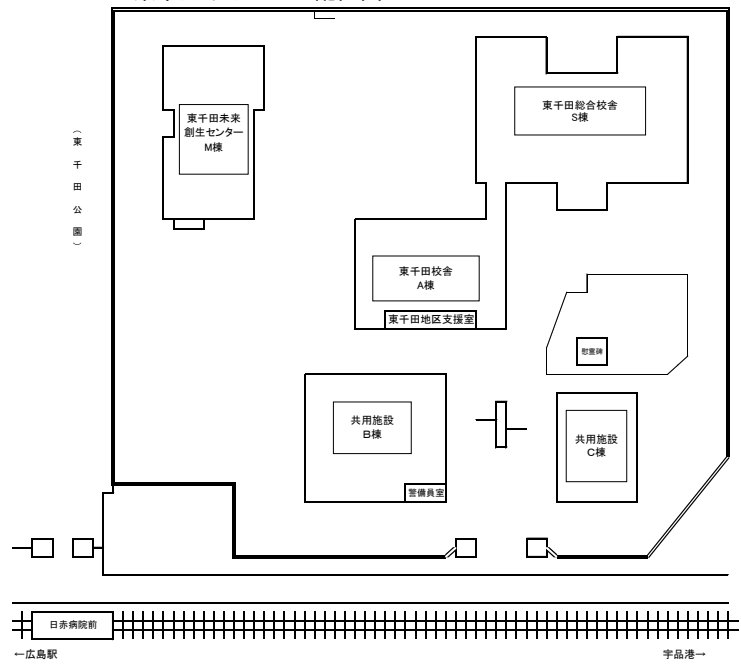 東千田未来
創生センター
M棟
東千田総合校舎
S棟
（東千田公園）
東千田校舎
A棟
東千田地区支援室
慰霊碑
共用施設
B棟
共用施設
C棟
警備員室
日赤病院前
←広島駅
宇品港→